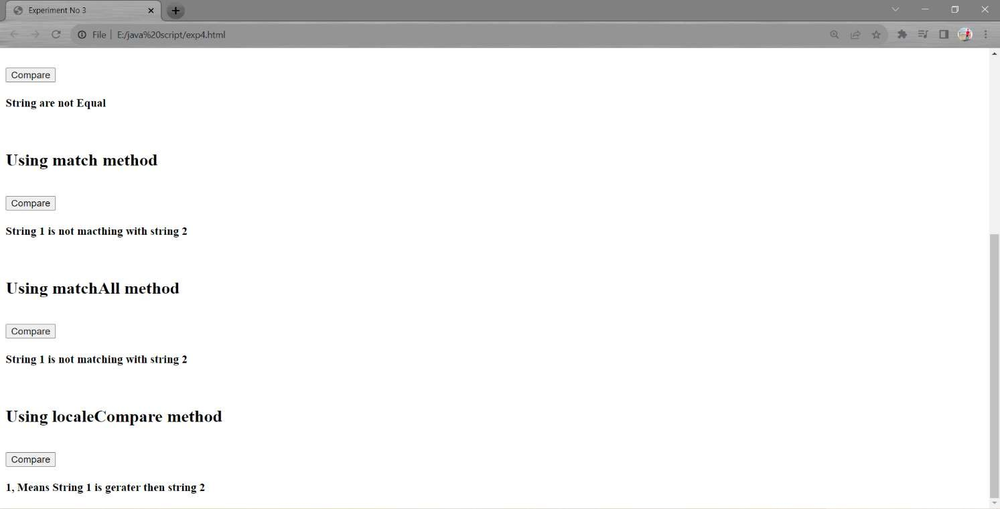 Experiment No 3
File | E:/java%20script/exp4.html
Compare
String are not Equal
Using match method
Compare
String 1 is not macthing with string 2
Using matchAll method
Compare
String 1 is not matching with string 2
Using localeCompare method
Compare
1, Means String 1 is gerater then string 2